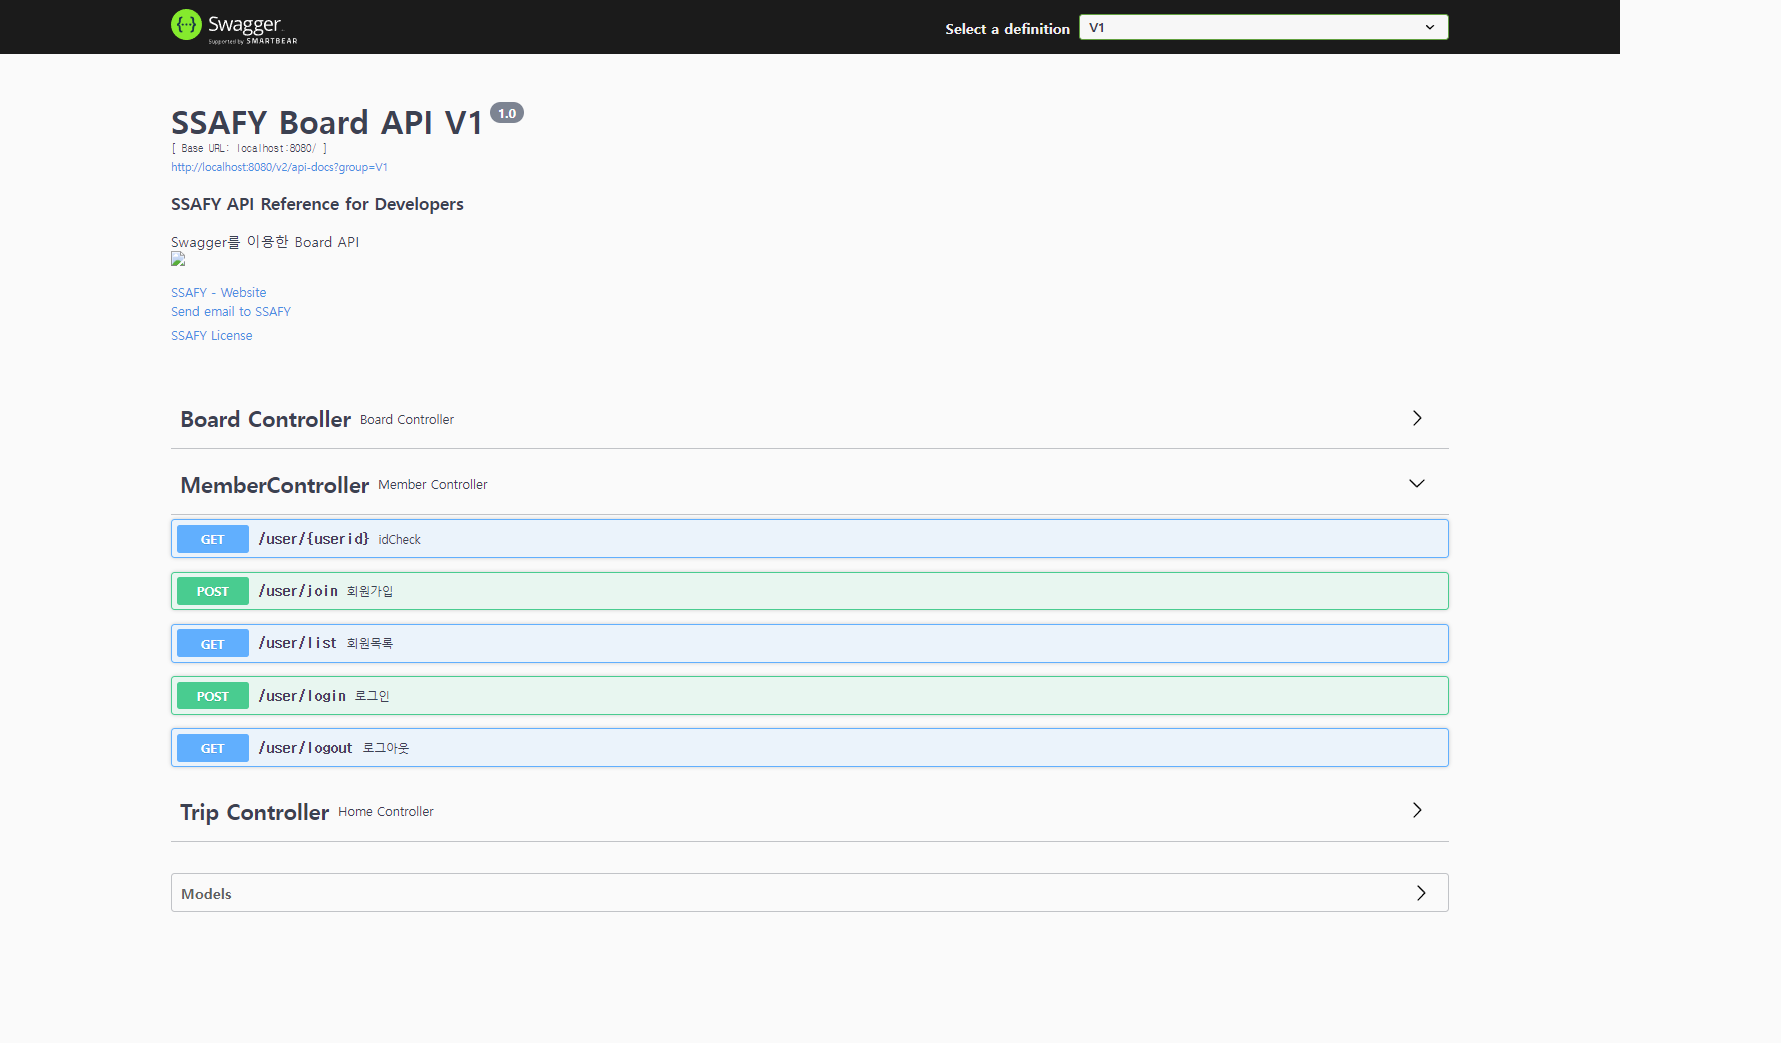 Swagger
Supported by SMARTBEAR
Select a definition
V1
SSAFY Board API V1 1.0
[ Base URL: localhost:8080/ ]
http://localhost:8080/v2/api-docs?group=V1
SSAFY API Reference for Developers
Swagger를 이용한 Board API
SSAFY - Website
Send email to SSAFY
SSAFY License
Board Controller Board Controller
MemberController Member Controller
GET /user/{userid} idCheck
POST /user/join 회원가입
GET /user/list 회원목록
POST /user/login 로그인
GET /user/logout 로그아웃
Trip Controller Home Controller
Models